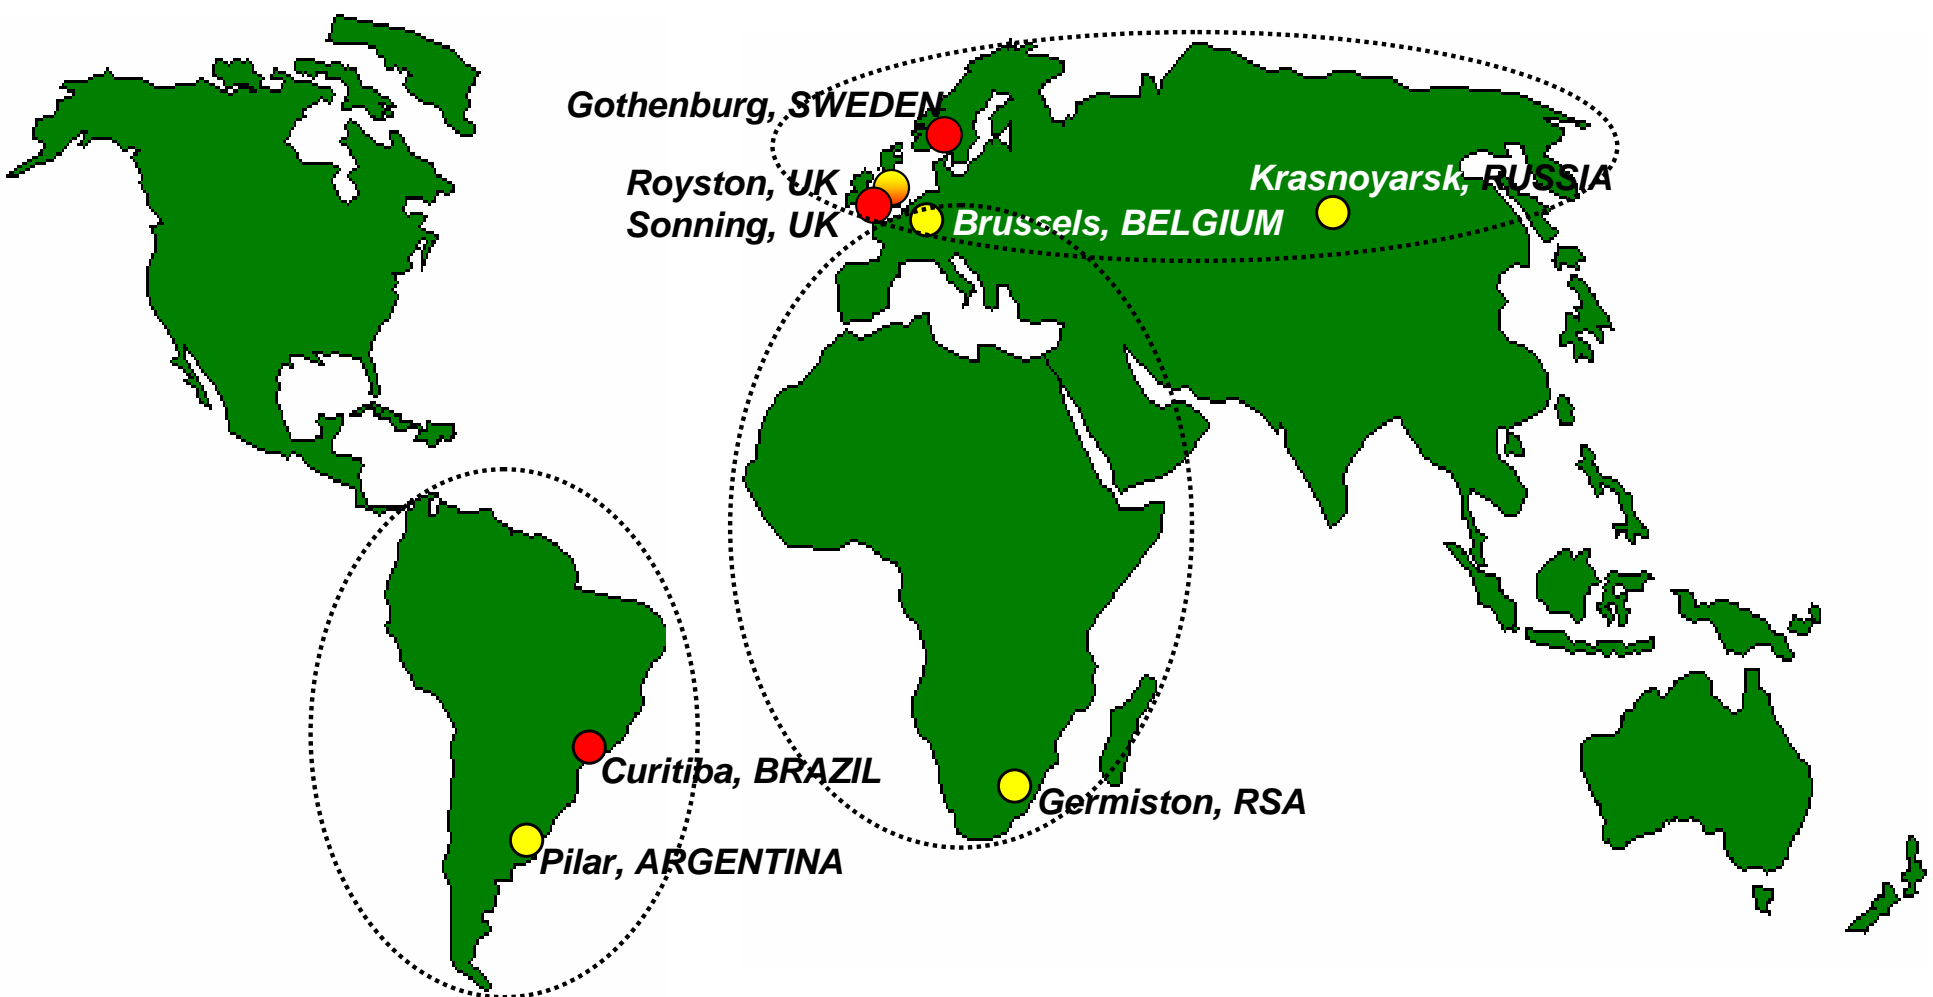 Gothenburg, SWEDEN
Royston, UK
Krasnoyarsk, RUSSIA
Sonning, UK
Brussels, BELGIUM
Curitiba, BRAZIL
Germiston, RSA
Pilar, ARGENTINA